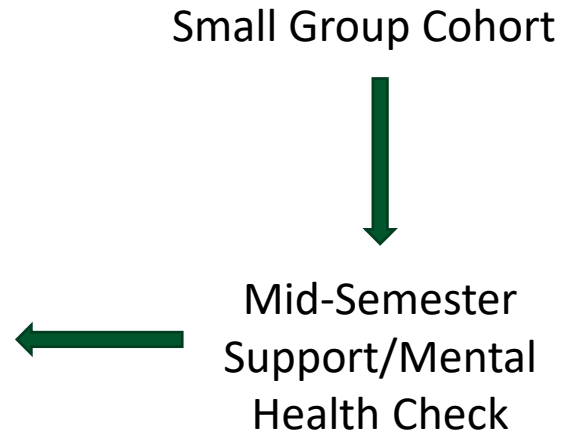 Small Group Cohort
Mid-Semester
Support/Mental
Health Check